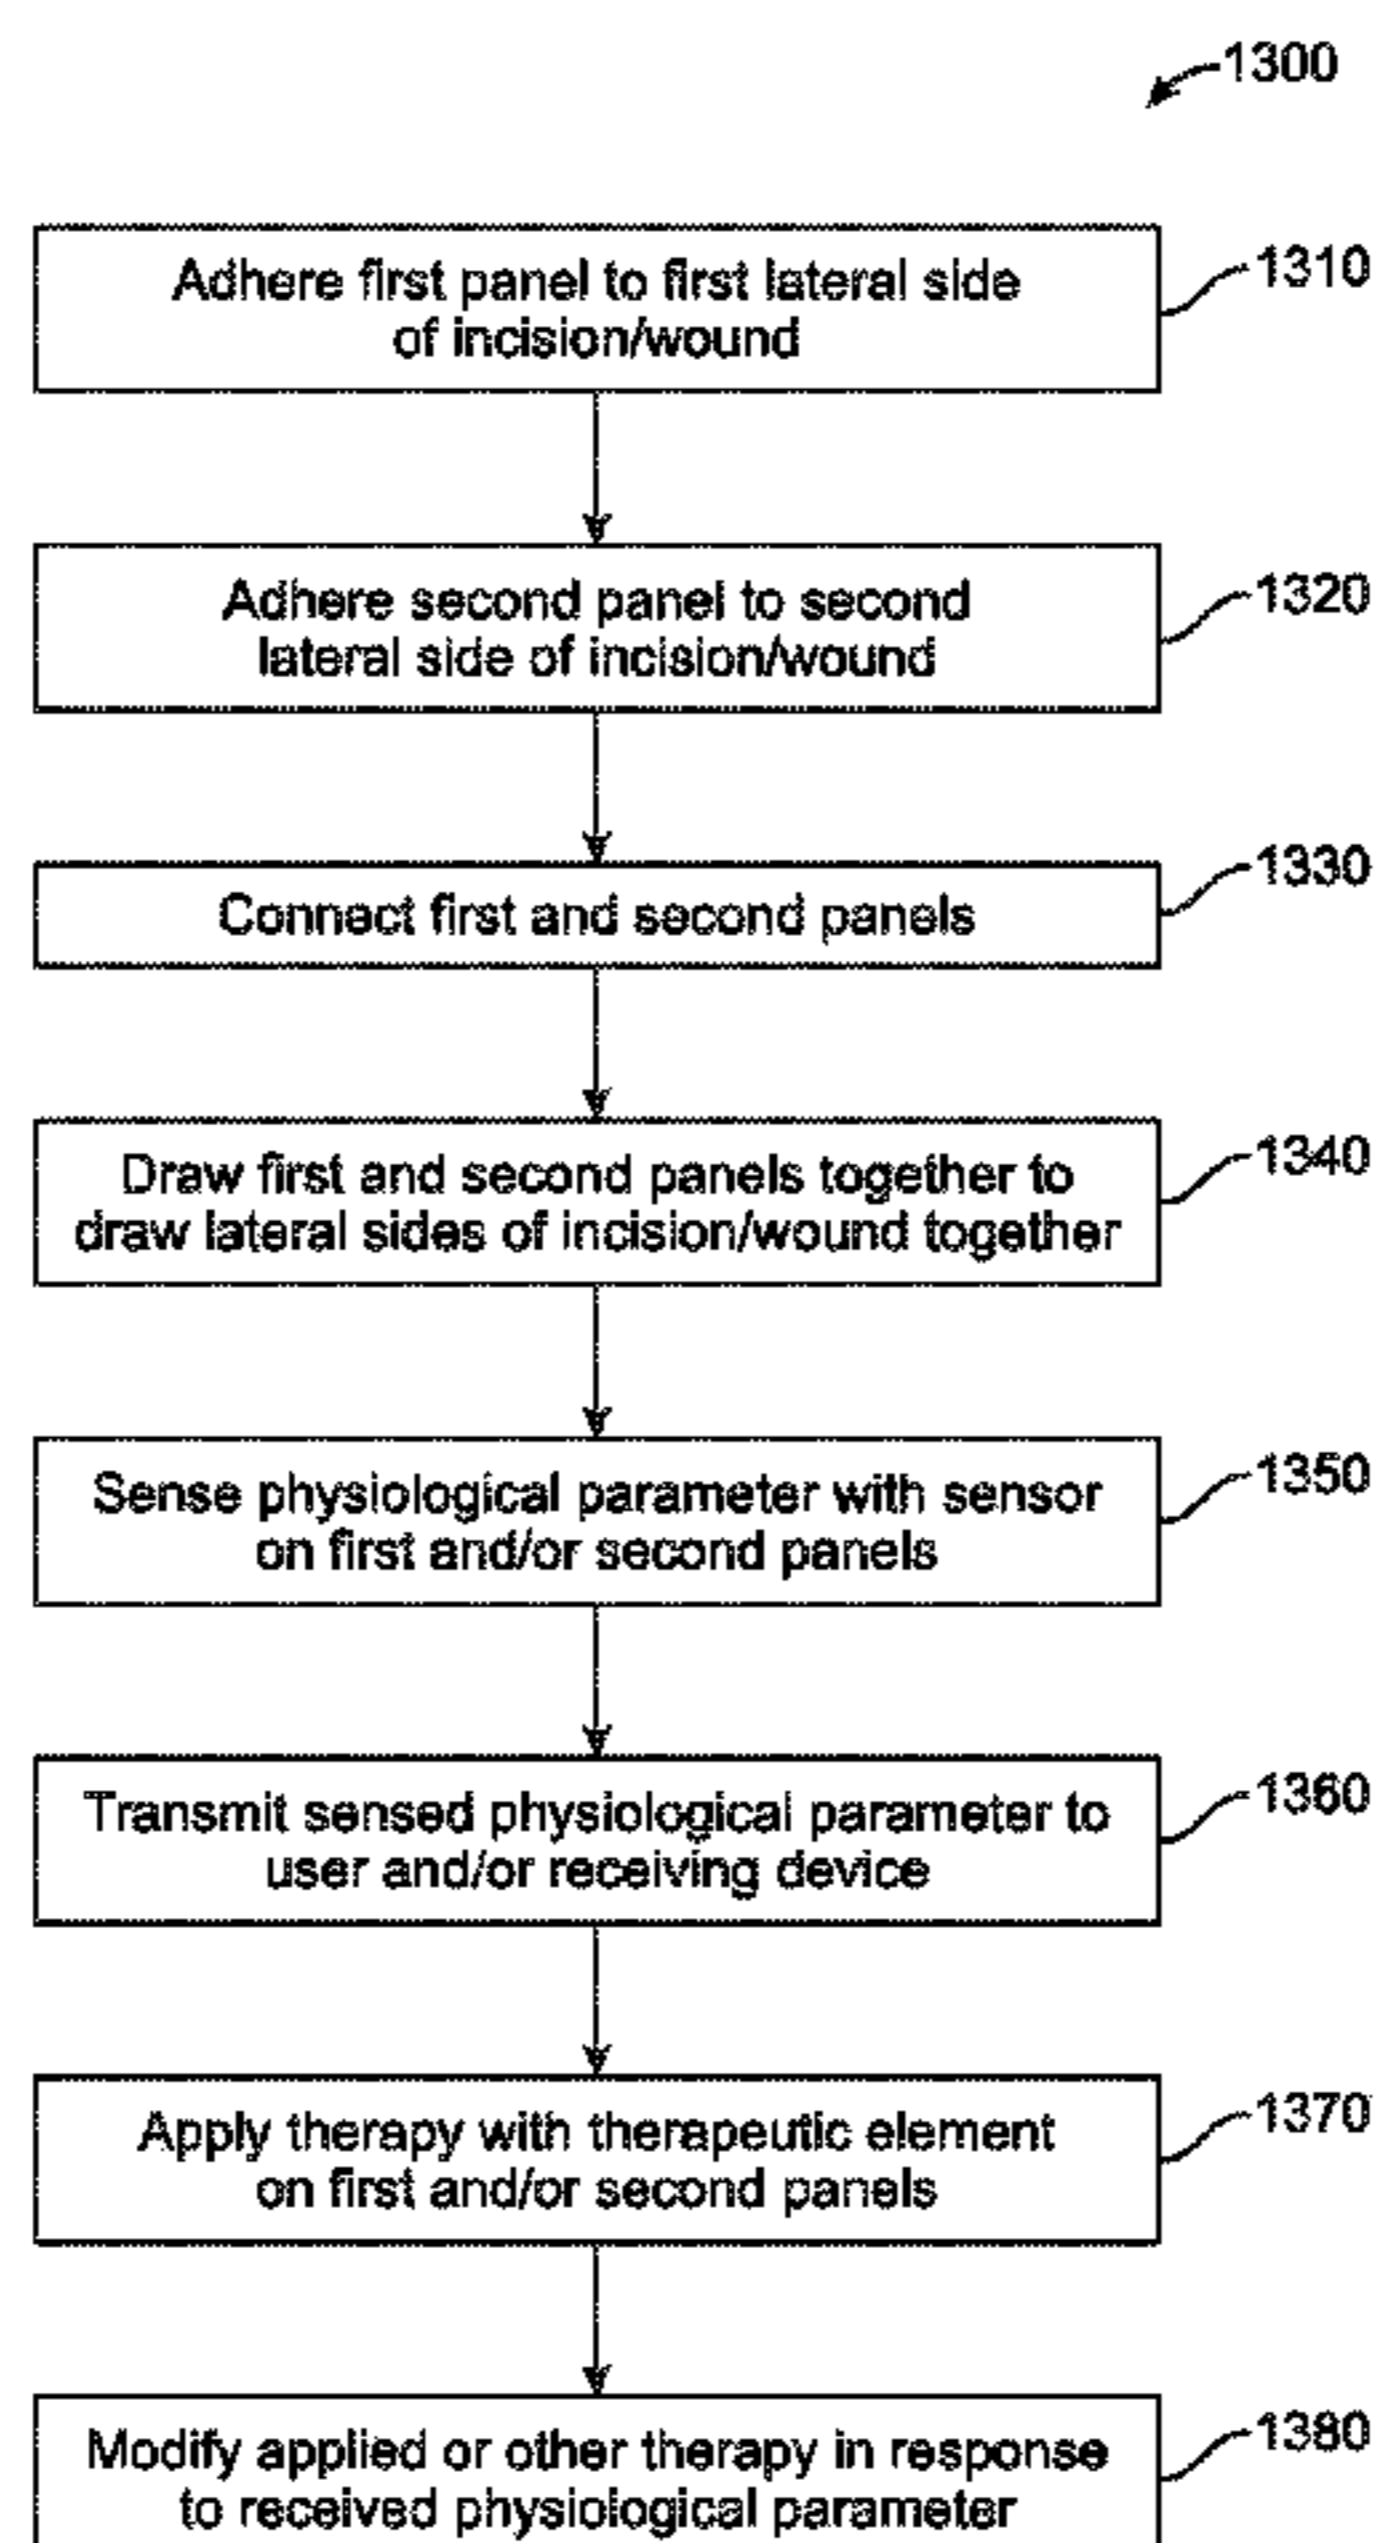 1300
Adhere first panel to first lateral side
of incision/wound
1310
Adhere second panel to second
lateral side of incision/wound
1320
Connect first and second panels
1330
Draw first and second panels together to
draw lateral sides of incision/wound together
1340
Sense physiological parameter with sensor
on first and/or second panels
1350
Transmit sensed physiological parameter to
user and/or receiving device
1360
Apply therapy with therapeutic element
on first and/or second panels
1370
Modify applied or other therapy in response
to received physiological parameter
1380